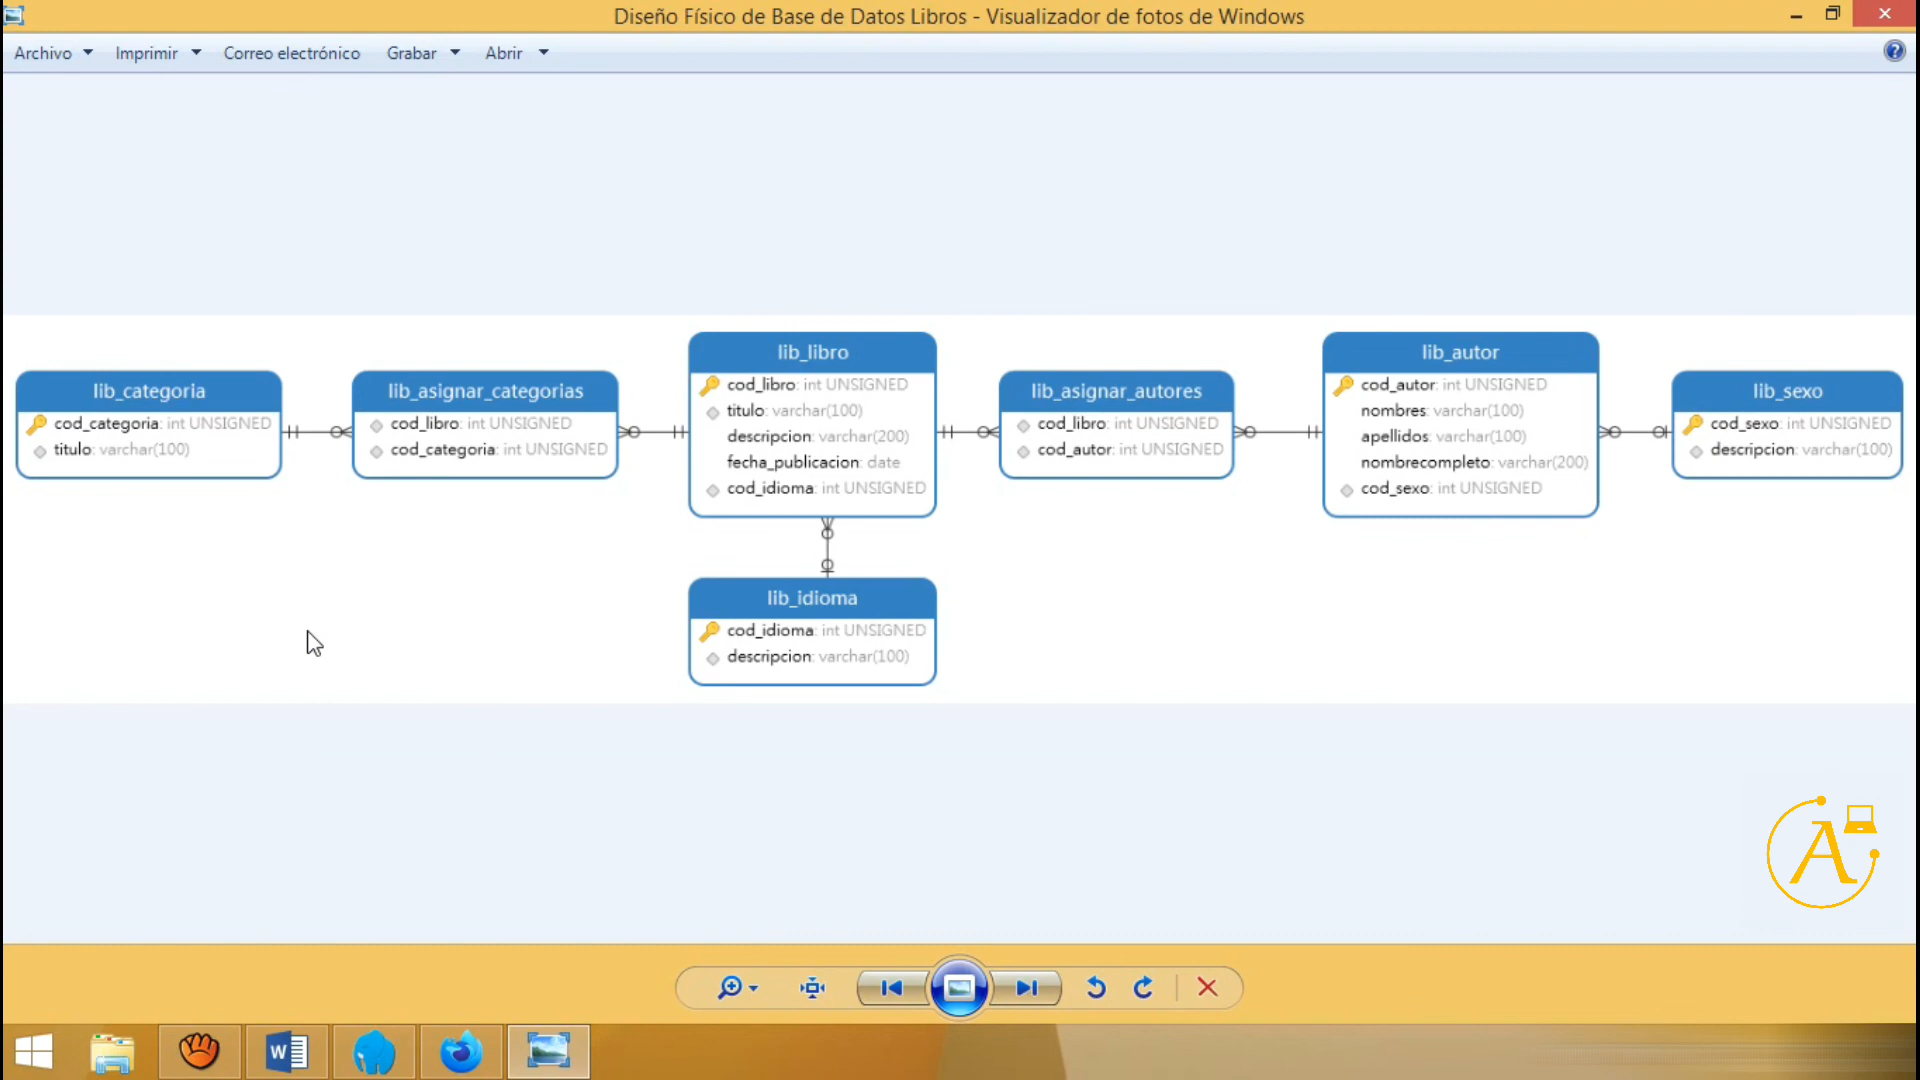 Diseño Físico de Base de Datos Libros - Visualizador de fotos de Windows
Archivo Imprimir Correo electrónico Grabar Abrir
lib_categoria
cod_categoria: int UNSIGNED
titulo: varchar(100)
lib_asignar_categorias
cod_libro: int UNSIGNED
cod_categoria: int UNSIGNED
lib_libro
cod_libro: int UNSIGNED
titulo: varchar(100)
descripcion: varchar(200)
fecha_publicacion: date
cod_idioma: int UNSIGNED
lib_asignar_autores
cod_libro: int UNSIGNED
cod_autor: int UNSIGNED
lib_autor
cod_autor: int UNSIGNED
nombres: varchar(100)
apellidos: varchar(100)
nombrecompleto: varchar(200)
cod_sexo: int UNSIGNED
lib_sexo
cod_sexo: int UNSIGNED
descripcion: varchar(100)
lib_idioma
cod_idioma: int UNSIGNED
descripcion: varchar(100)
A
W